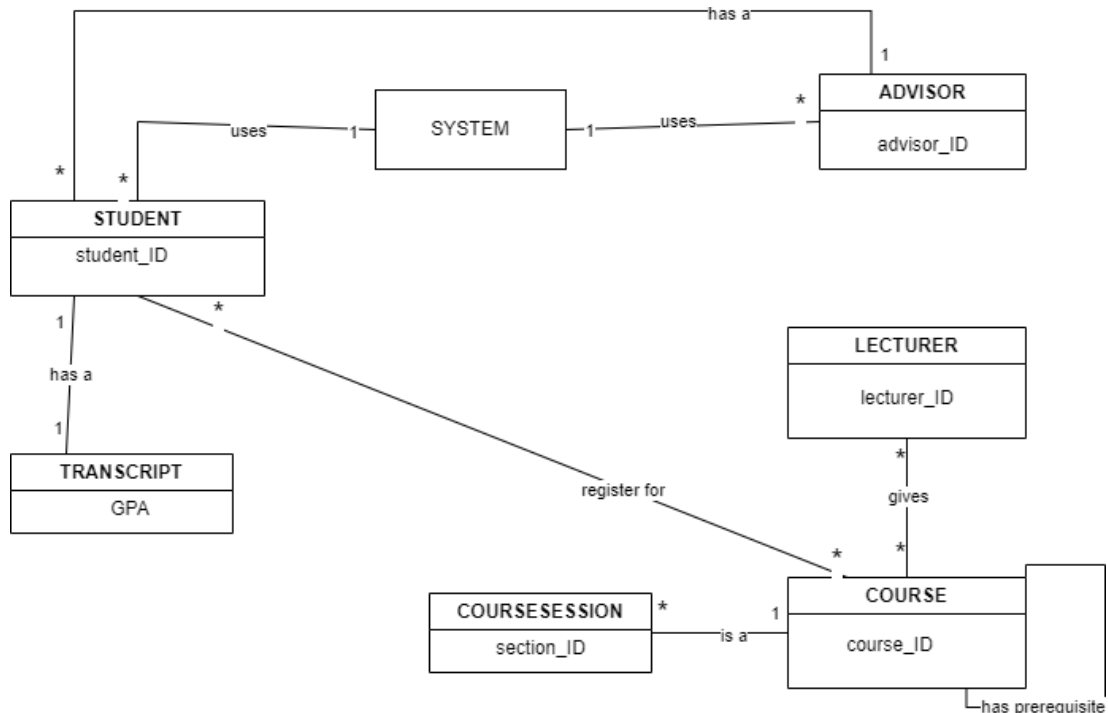 has a
1
ADVISOR
advisor_ID
*
uses
1
SYSTEM
1
uses
*
*
*
STUDENT
student_ID
1
has a
1
TRANSCRIPT
GPA
*
register for
*
LECTURER
lecturer_ID
*
gives
*
COURSESESSION
section_ID
*
is a
1
COURSE
course_ID
has prerequisite